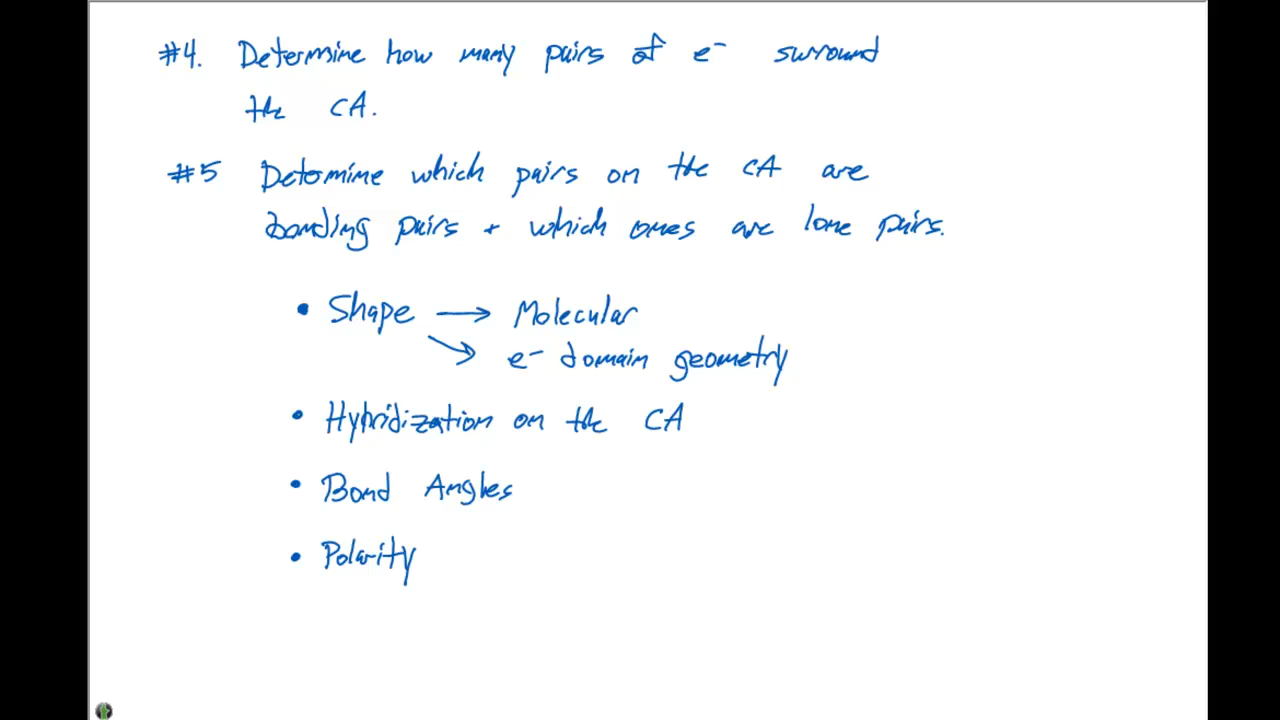 #4. Determine how many pairs of e⁻ surround
the CA.
#5 Determine which pairs on the CA are
bonding pairs + which ones are lone pairs.
• Shape → Molecular
→ e⁻ domain geometry
• Hybridization on the CA
• Bond Angles
• Polarity